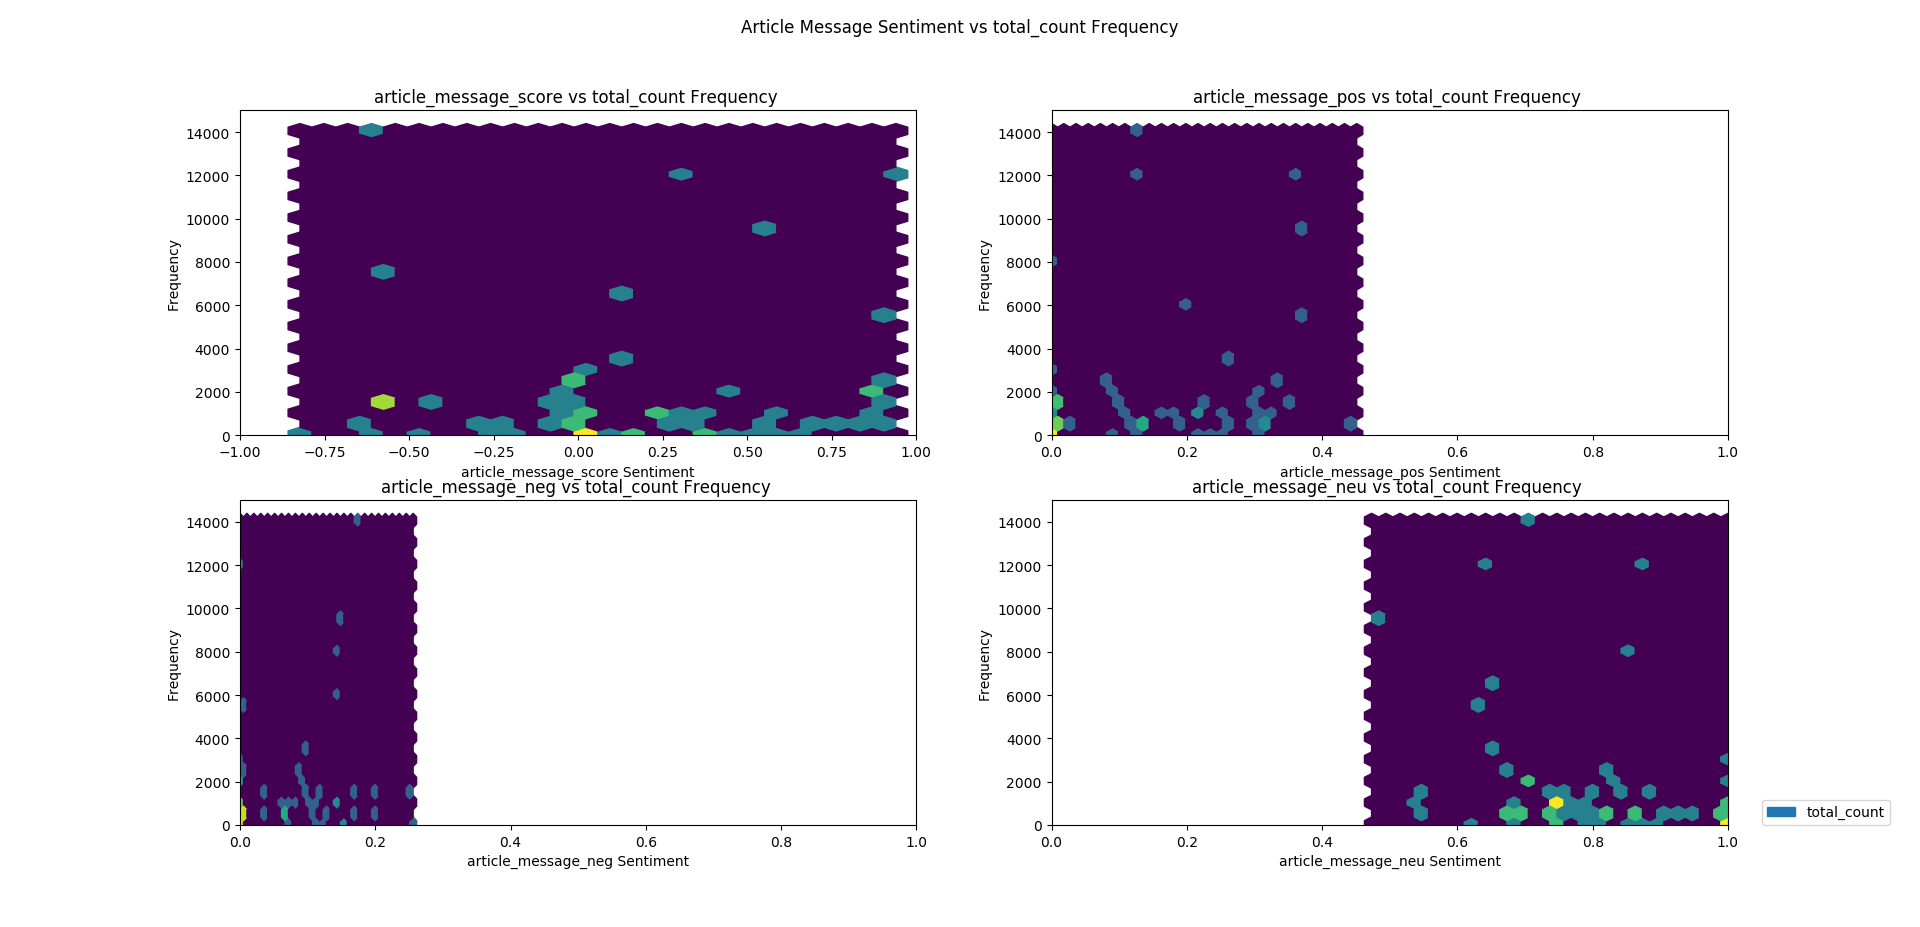 Article Message Sentiment vs total_count Frequency
article_message_score vs total_count Frequency
14000
12000
10000
8000
6000
4000
2000
0
Frequency
−1.00 −0.75 −0.50 −0.25 0.00 0.25 0.50 0.75 1.00
article_message_score Sentiment
article_message_pos vs total_count Frequency
14000
12000
10000
8000
6000
4000
2000
0
Frequency
0.0 0.2 0.4 0.6 0.8 1.0
article_message_pos Sentiment
article_message_neg vs total_count Frequency
14000
12000
10000
8000
6000
4000
2000
0
Frequency
0.0 0.2 0.4 0.6 0.8 1.0
article_message_neg Sentiment
article_message_neu vs total_count Frequency
14000
12000
10000
8000
6000
4000
2000
0
Frequency
0.0 0.2 0.4 0.6 0.8 1.0
article_message_neu Sentiment
total_count